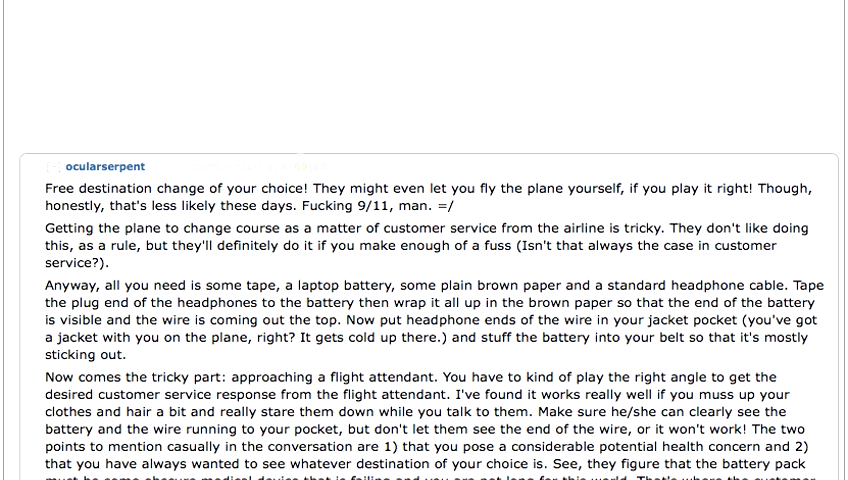 ocularserpent
Free destination change of your choice! They might even let you fly the plane yourself, if you play it right! Though,
honestly, that's less likely these days. Fucking 9/11, man. =/
Getting the plane to change course as a matter of customer service from the airline is tricky. They don't like doing
this, as a rule, but they'll definitely do it if you make enough of a fuss (Isn't that always the case in customer
service?).
Anyway, all you need is some tape, a laptop battery, some plain brown paper and a standard headphone cable. Tape
the plug end of the headphones to the battery then wrap it all up in the brown paper so that the end of the battery
is visible and the wire is coming out the top. Now put headphone ends of the wire in your jacket pocket (you've got
a jacket with you on the plane, right? It gets cold up there.) and stuff the battery into your belt so that it's mostly
sticking out.
Now comes the tricky part: approaching a flight attendant. You have to kind of play the right angle to get the
desired customer service response from the flight attendant. I've found it works really well if you muss up your
clothes and hair a bit and really stare them down while you talk to them. Make sure he/she can clearly see the
battery and the wire running to your pocket, but don't let them see the end of the wire, or it won't work! The two
points to mention casually in the conversation are 1) that you pose a considerable potential health concern and 2)
that you have always wanted to see whatever destination of your choice is. See, they figure that the battery pack